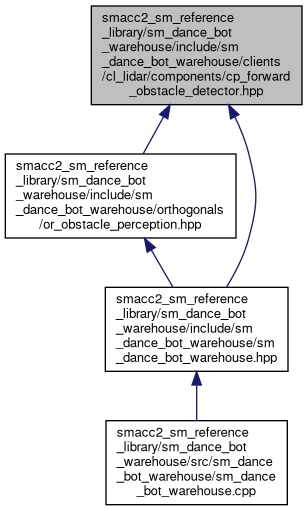 smacc2_sm_reference
_library/sm_dance_bot
_warehouse/include/sm
_dance_bot_warehouse/clients
/cl_lidar/components/cp_forward
_obstacle_detector.hpp
smacc2_sm_reference
_library/sm_dance_bot
_warehouse/include/sm
_dance_bot_warehouse/orthogonals
/or_obstacle_perception.hpp
smacc2_sm_reference
_library/sm_dance_bot
_warehouse/include/sm
_dance_bot_warehouse/sm
_dance_bot_warehouse.hpp
smacc2_sm_reference
_library/sm_dance_bot
_warehouse/src/sm_dance
_bot_warehouse/sm_dance
_bot_warehouse.cpp